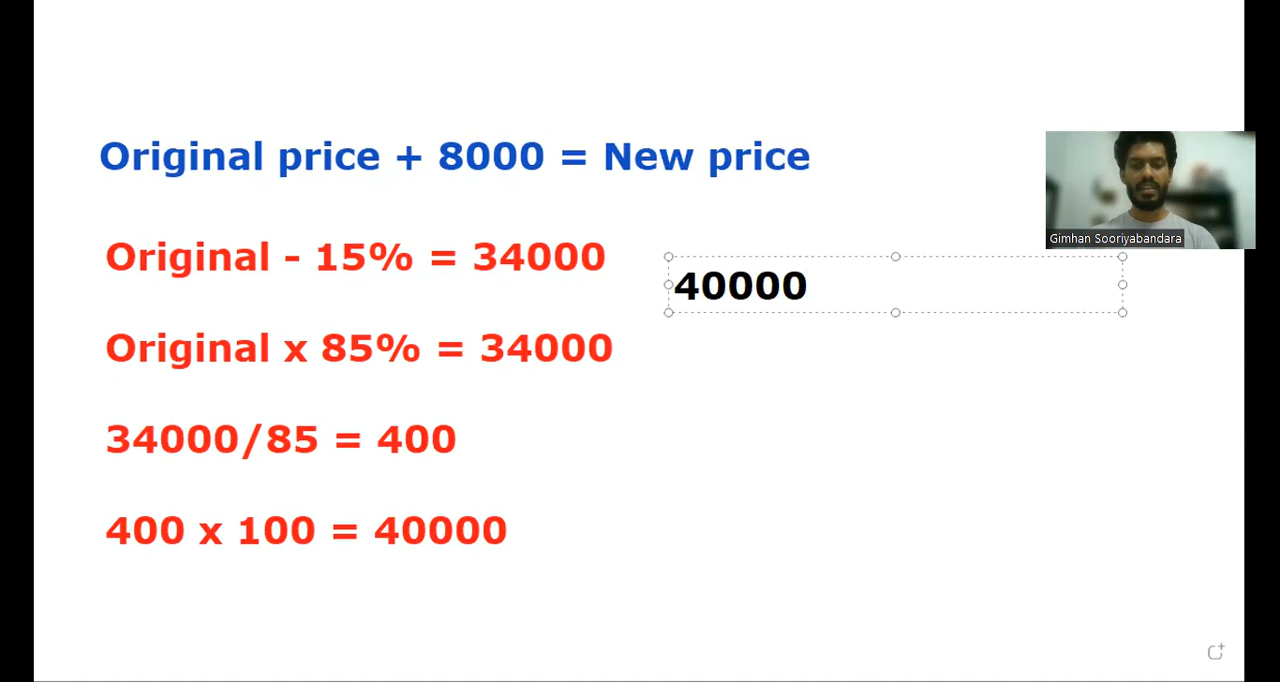 Original price + 8000 = New price
Gimhan Sooriyabandara
Original - 15% = 34000
40000
Original x 85% = 34000
34000/85 = 400
400 x 100 = 40000